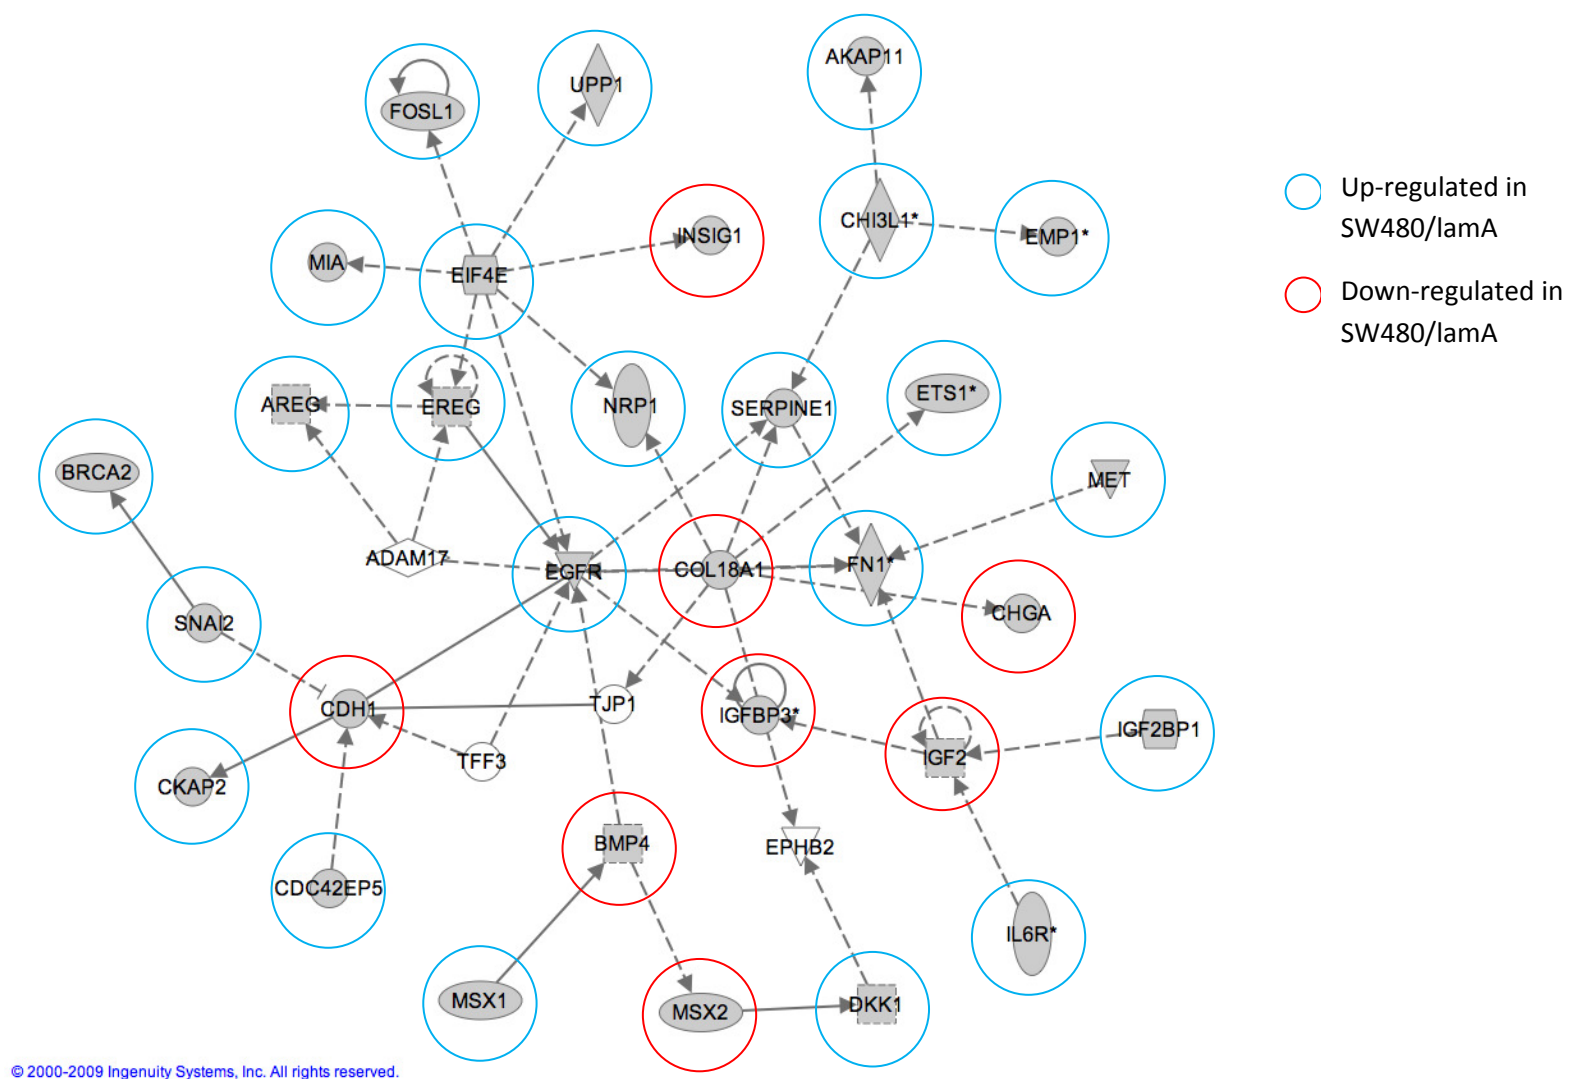 AKAP11
UPP1
FOSL1
Up-regulated in
SW480/lamA
CHI3L1*
EMP1*
INSIG1
MIA
EIF4E
Down-regulated in
SW480/lamA
ETS1*
AREG
EREG
NRP1
SERPINE1
BRCA2
MET
ADAM17
EGFR
COL18A1
FN1*
CHGA
SNAI2
CDH1
TJP1
IGFBP3*
IGF2BP1
TFF3
IGF2
CKAP2
BMP4
EPHB2
CDC42EP5
IL6R*
MSX1
MSX2
DKK1
© 2000-2009 Ingenuity Systems, Inc. All rights reserved.